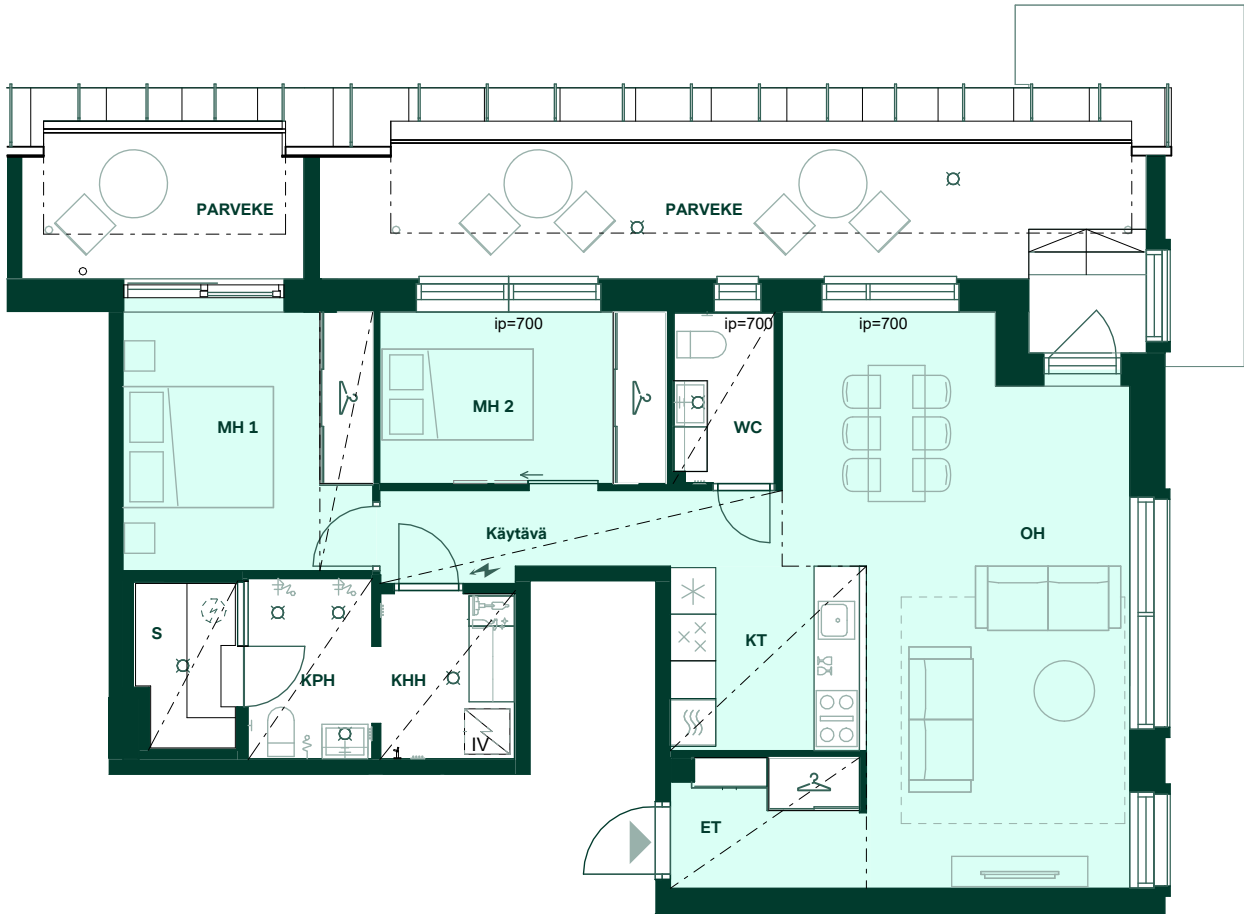 PARVEKE
PARVEKE
ip=700
ip=700
ip=700
MH 1
MH 2
WC
Käytävä
OH
S
KT
KPH
KHH
IV
1
ET